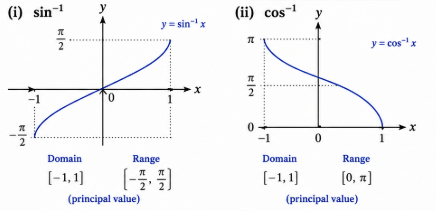 (i) sin⁻¹
y
π/2
y = sin⁻¹ x
-1
0
1
x
-π/2
Domain Range
[-1, 1] [-π/2, π/2]
(principal value)
(ii) cos⁻¹
y
π
y = cos⁻¹ x
π/2
0
x
-1
0
1
Domain Range
[-1, 1] [0, π]
(principal value)